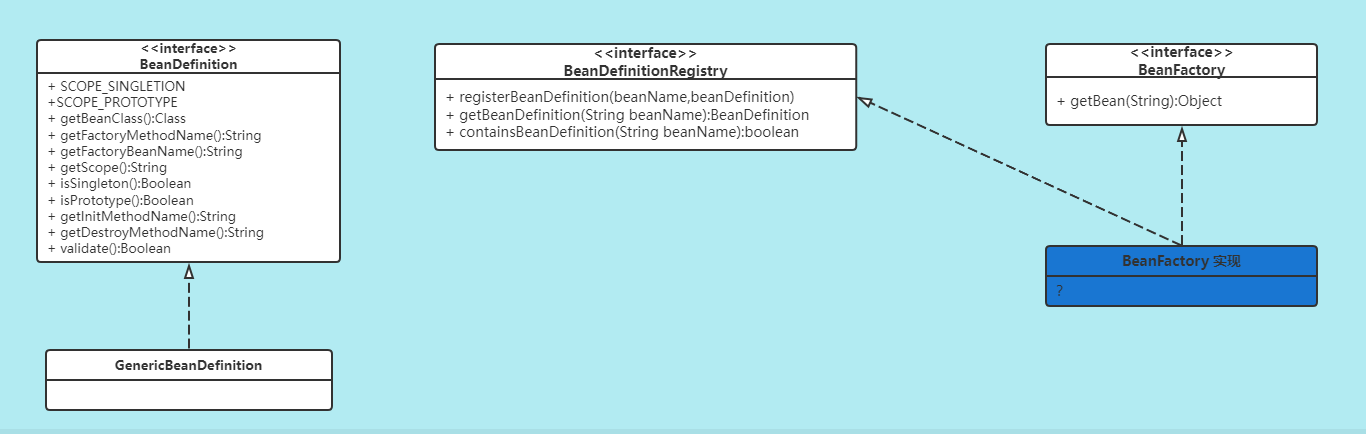 <<interface>>
BeanDefinition
+ SCOPE_SINGLETION
+SCOPE_PROTOTYPE
+ getBeanClass():Class
+ getFactoryMethodName():String
+ getFactoryBeanName():String
+ getScope():String
+ isSingleton():Boolean
+ isPrototype():Boolean
+ getInitMethodName():String
+ getDestroyMethodName():String
+ validate():Boolean
GenericBeanDefinition
<<interface>>
BeanDefinitionRegistry
+ registerBeanDefinition(beanName,beanDefinition)
+ getBeanDefinition(String beanName):BeanDefinition
+ containsBeanDefinition(String beanName):boolean
<<interface>>
BeanFactory
+ getBean(String):Object
BeanFactory 实现
?